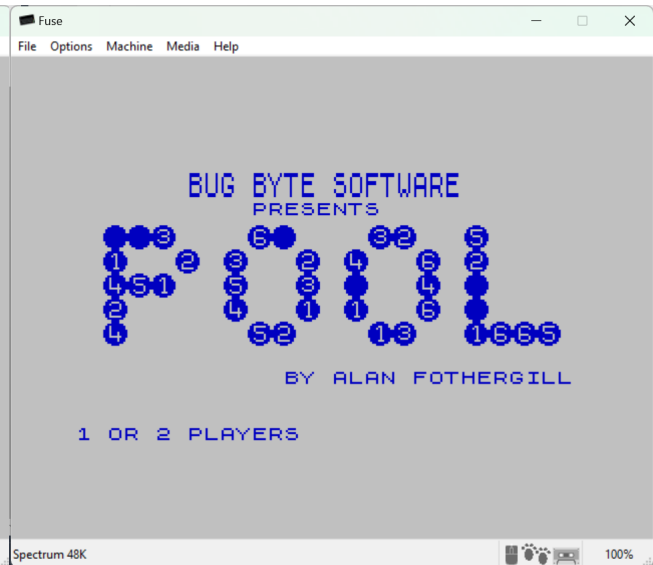 Fuse
File Options Machine Media Help
BUG BYTE SOFTWARE
PRESENTS
POOL
BY ALAN FOTHERGILL
1 OR 2 PLAYERS
Spectrum 48K 100%